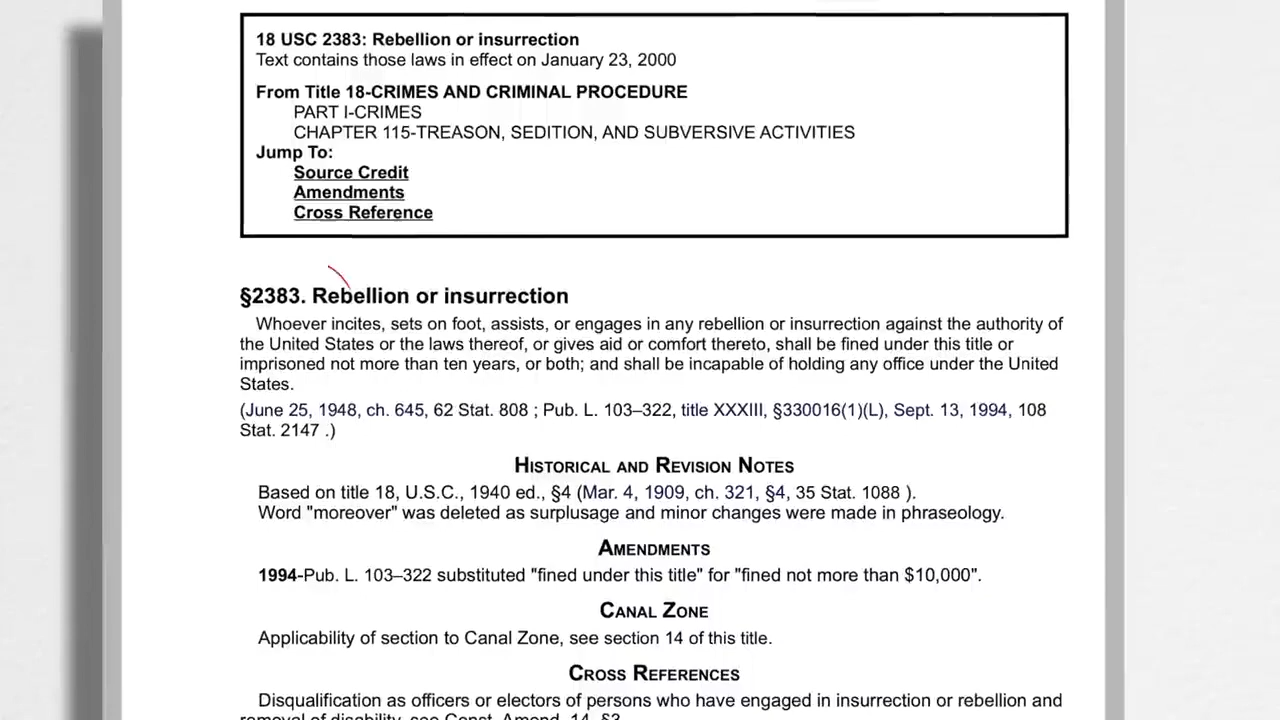 18 USC 2383: Rebellion or insurrection
Text contains those laws in effect on January 23, 2000
From Title 18-CRIMES AND CRIMINAL PROCEDURE
PART I-CRIMES
CHAPTER 115-TREASON, SEDITION, AND SUBVERSIVE ACTIVITIES
Jump To:
Source Credit
Amendments
Cross Reference
§2383. Rebellion or insurrection
Whoever incites, sets on foot, assists, or engages in any rebellion or insurrection against the authority of
the United States or the laws thereof, or gives aid or comfort thereto, shall be fined under this title or
imprisoned not more than ten years, or both; and shall be incapable of holding any office under the United
States.
(June 25, 1948, ch. 645, 62 Stat. 808 ; Pub. L. 103–322, title XXXIII, §330016(1)(L), Sept. 13, 1994, 108
Stat. 2147 .)
Historical and Revision Notes
Based on title 18, U.S.C., 1940 ed., §4 (Mar. 4, 1909, ch. 321, §4, 35 Stat. 1088 ).
Word "moreover" was deleted as surplusage and minor changes were made in phraseology.
Amendments
1994-Pub. L. 103–322 substituted "fined under this title" for "fined not more than $10,000".
Canal Zone
Applicability of section to Canal Zone, see section 14 of this title.
Cross References
Disqualification as officers or electors of persons who have engaged in insurrection or rebellion and
removal of disability, see Const. Amend. 14, §3.